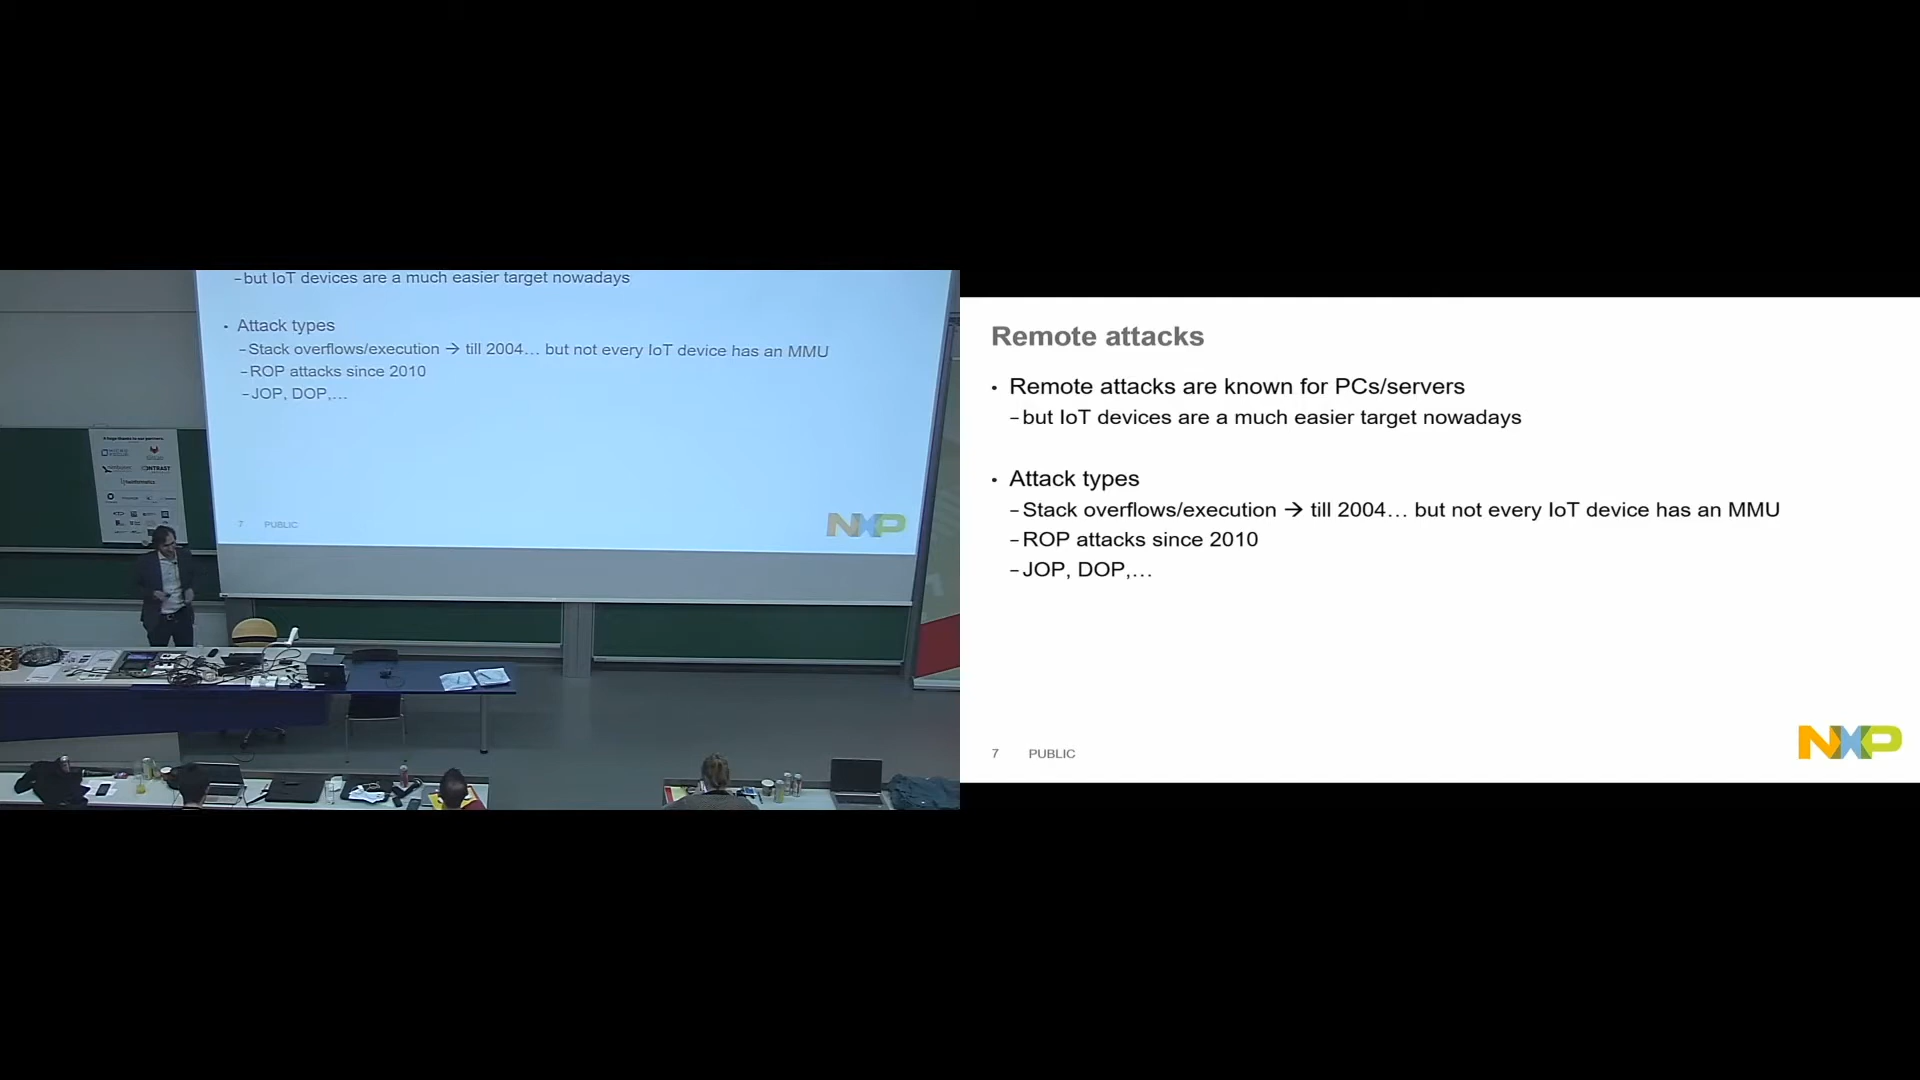 -but IoT devices are a much easier target nowadays
• Attack types
-Stack overflows/execution → till 2004... but not every IoT device has an MMU
-ROP attacks since 2010
-JOP, DOP,...
7 PUBLIC
NXP
Remote attacks
• Remote attacks are known for PCs/servers
-but IoT devices are a much easier target nowadays
• Attack types
-Stack overflows/execution → till 2004... but not every IoT device has an MMU
-ROP attacks since 2010
-JOP, DOP,...
7 PUBLIC
NXP